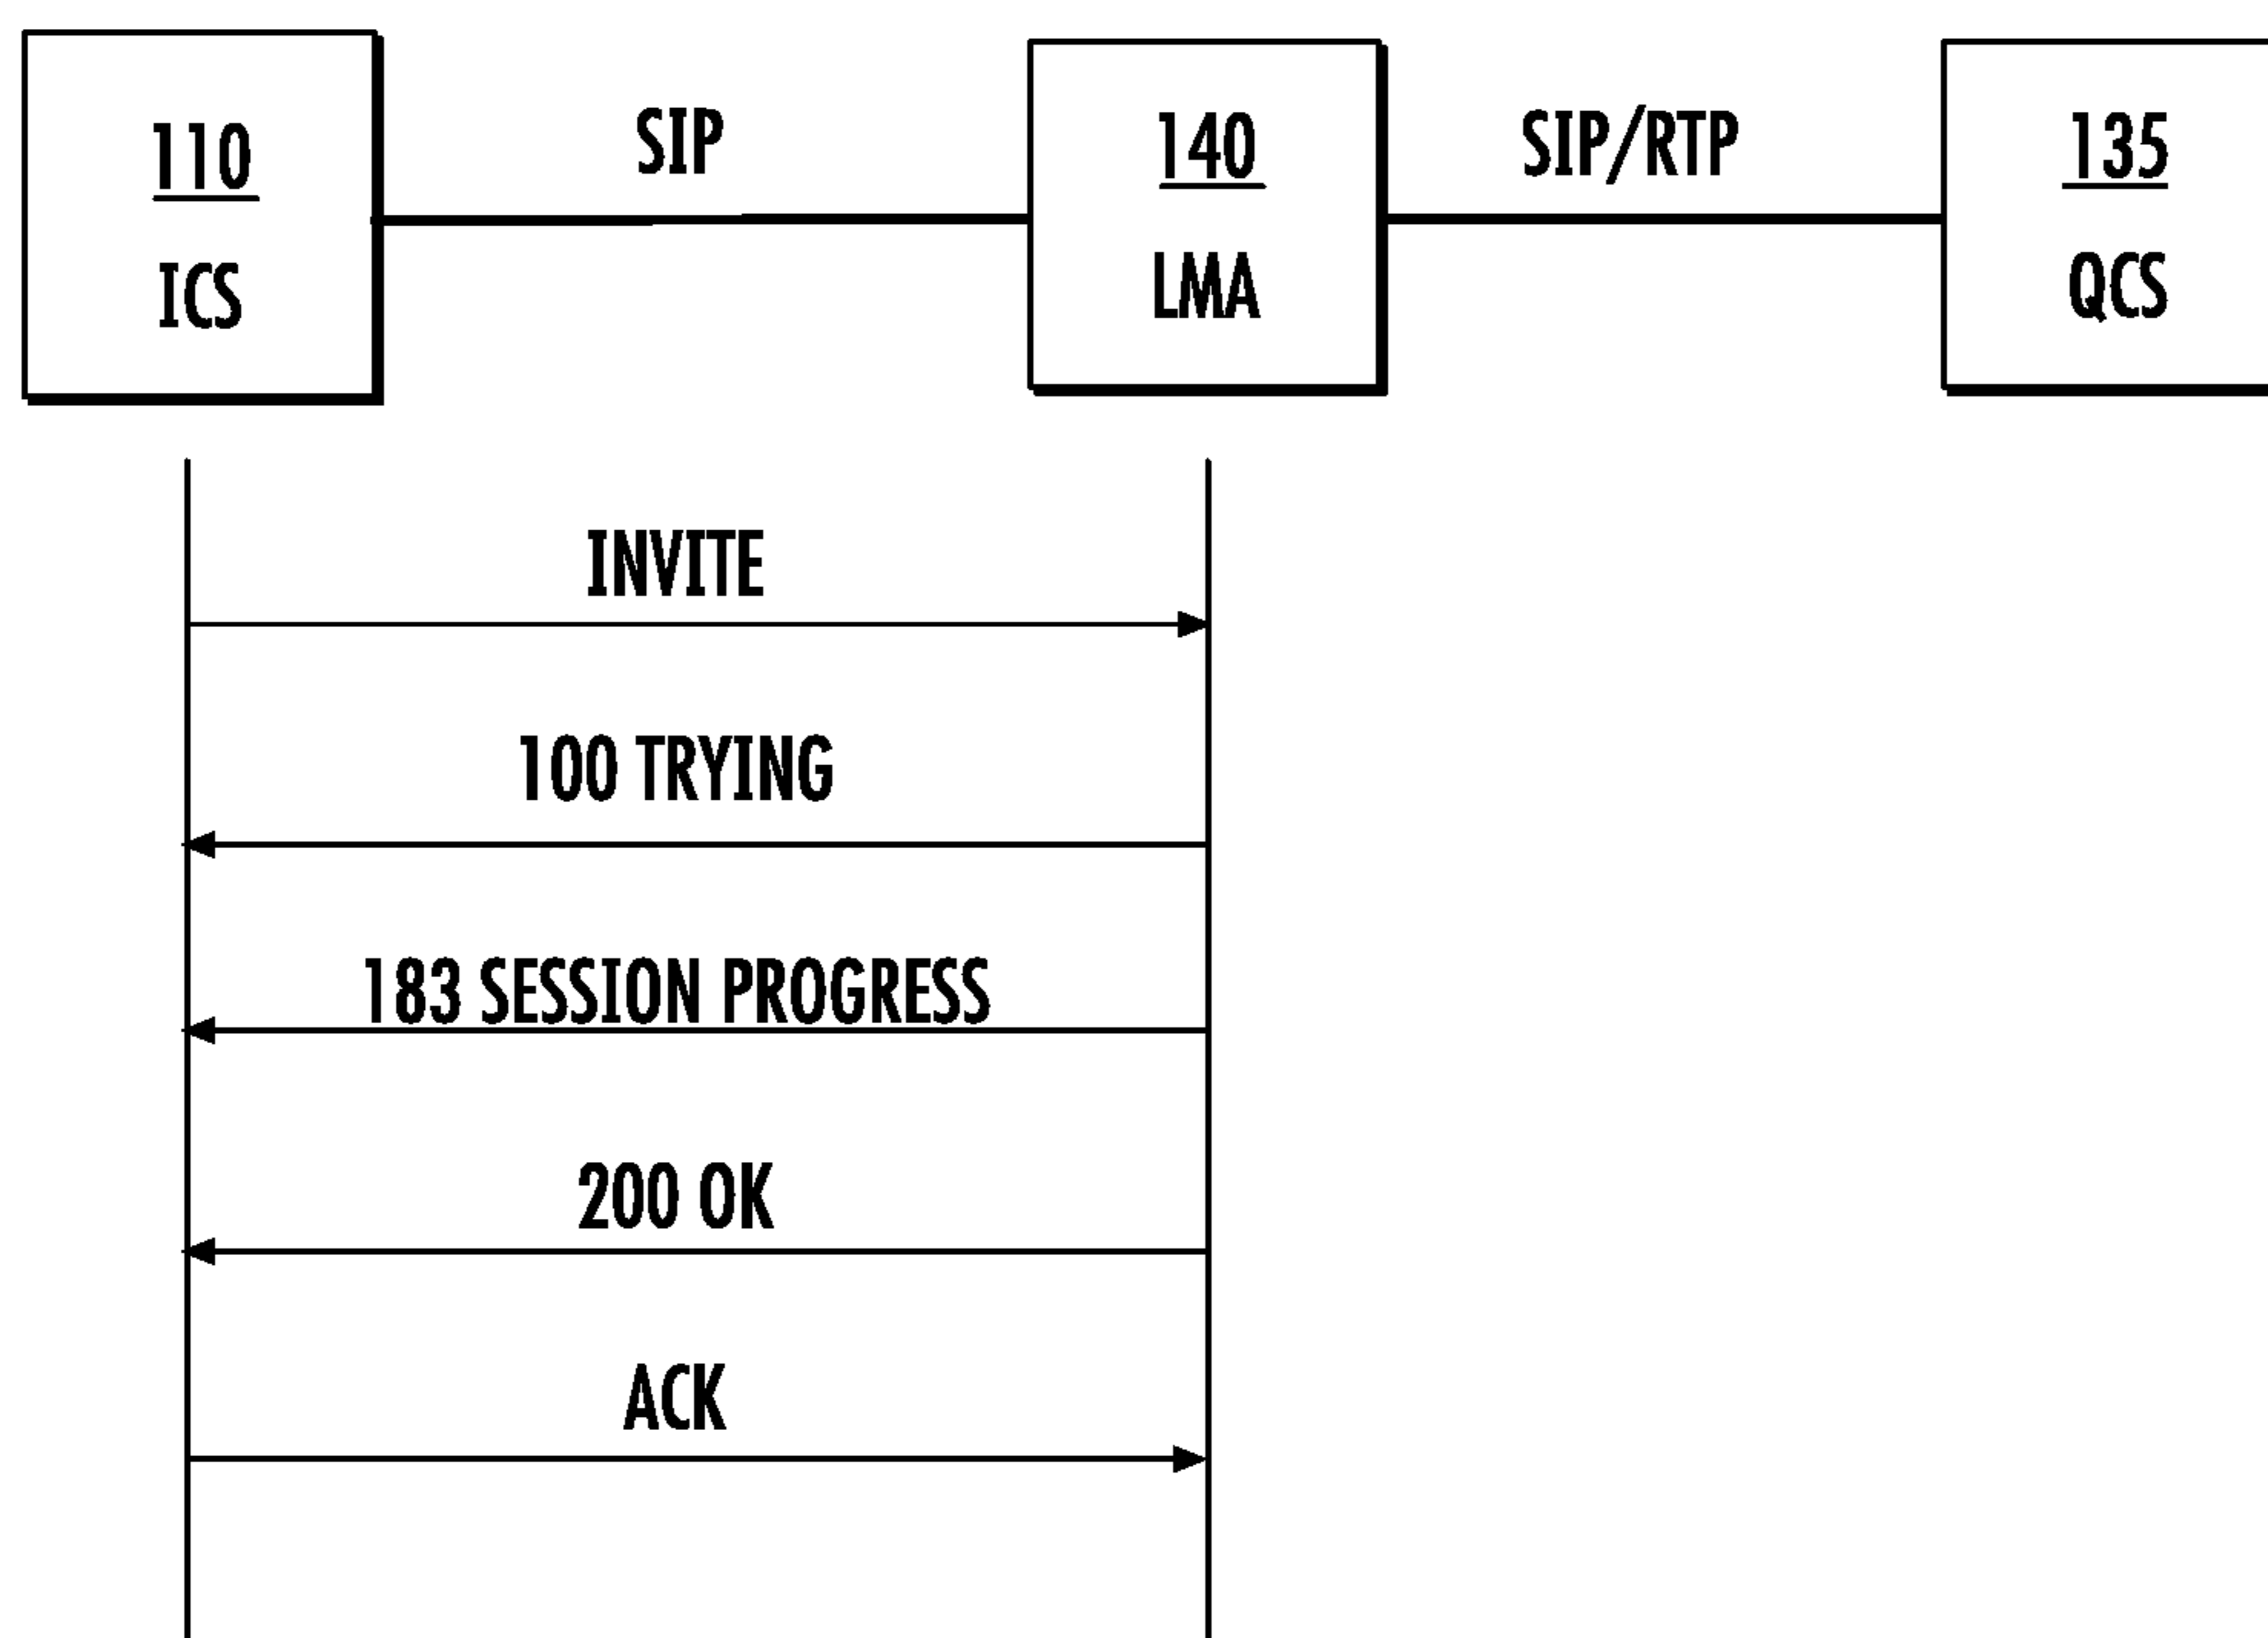 110
ICS
SIP
140
LMA
SIP/RTP
135
QCS
INVITE
100 TRYING
183 SESSION PROGRESS
200 OK
ACK